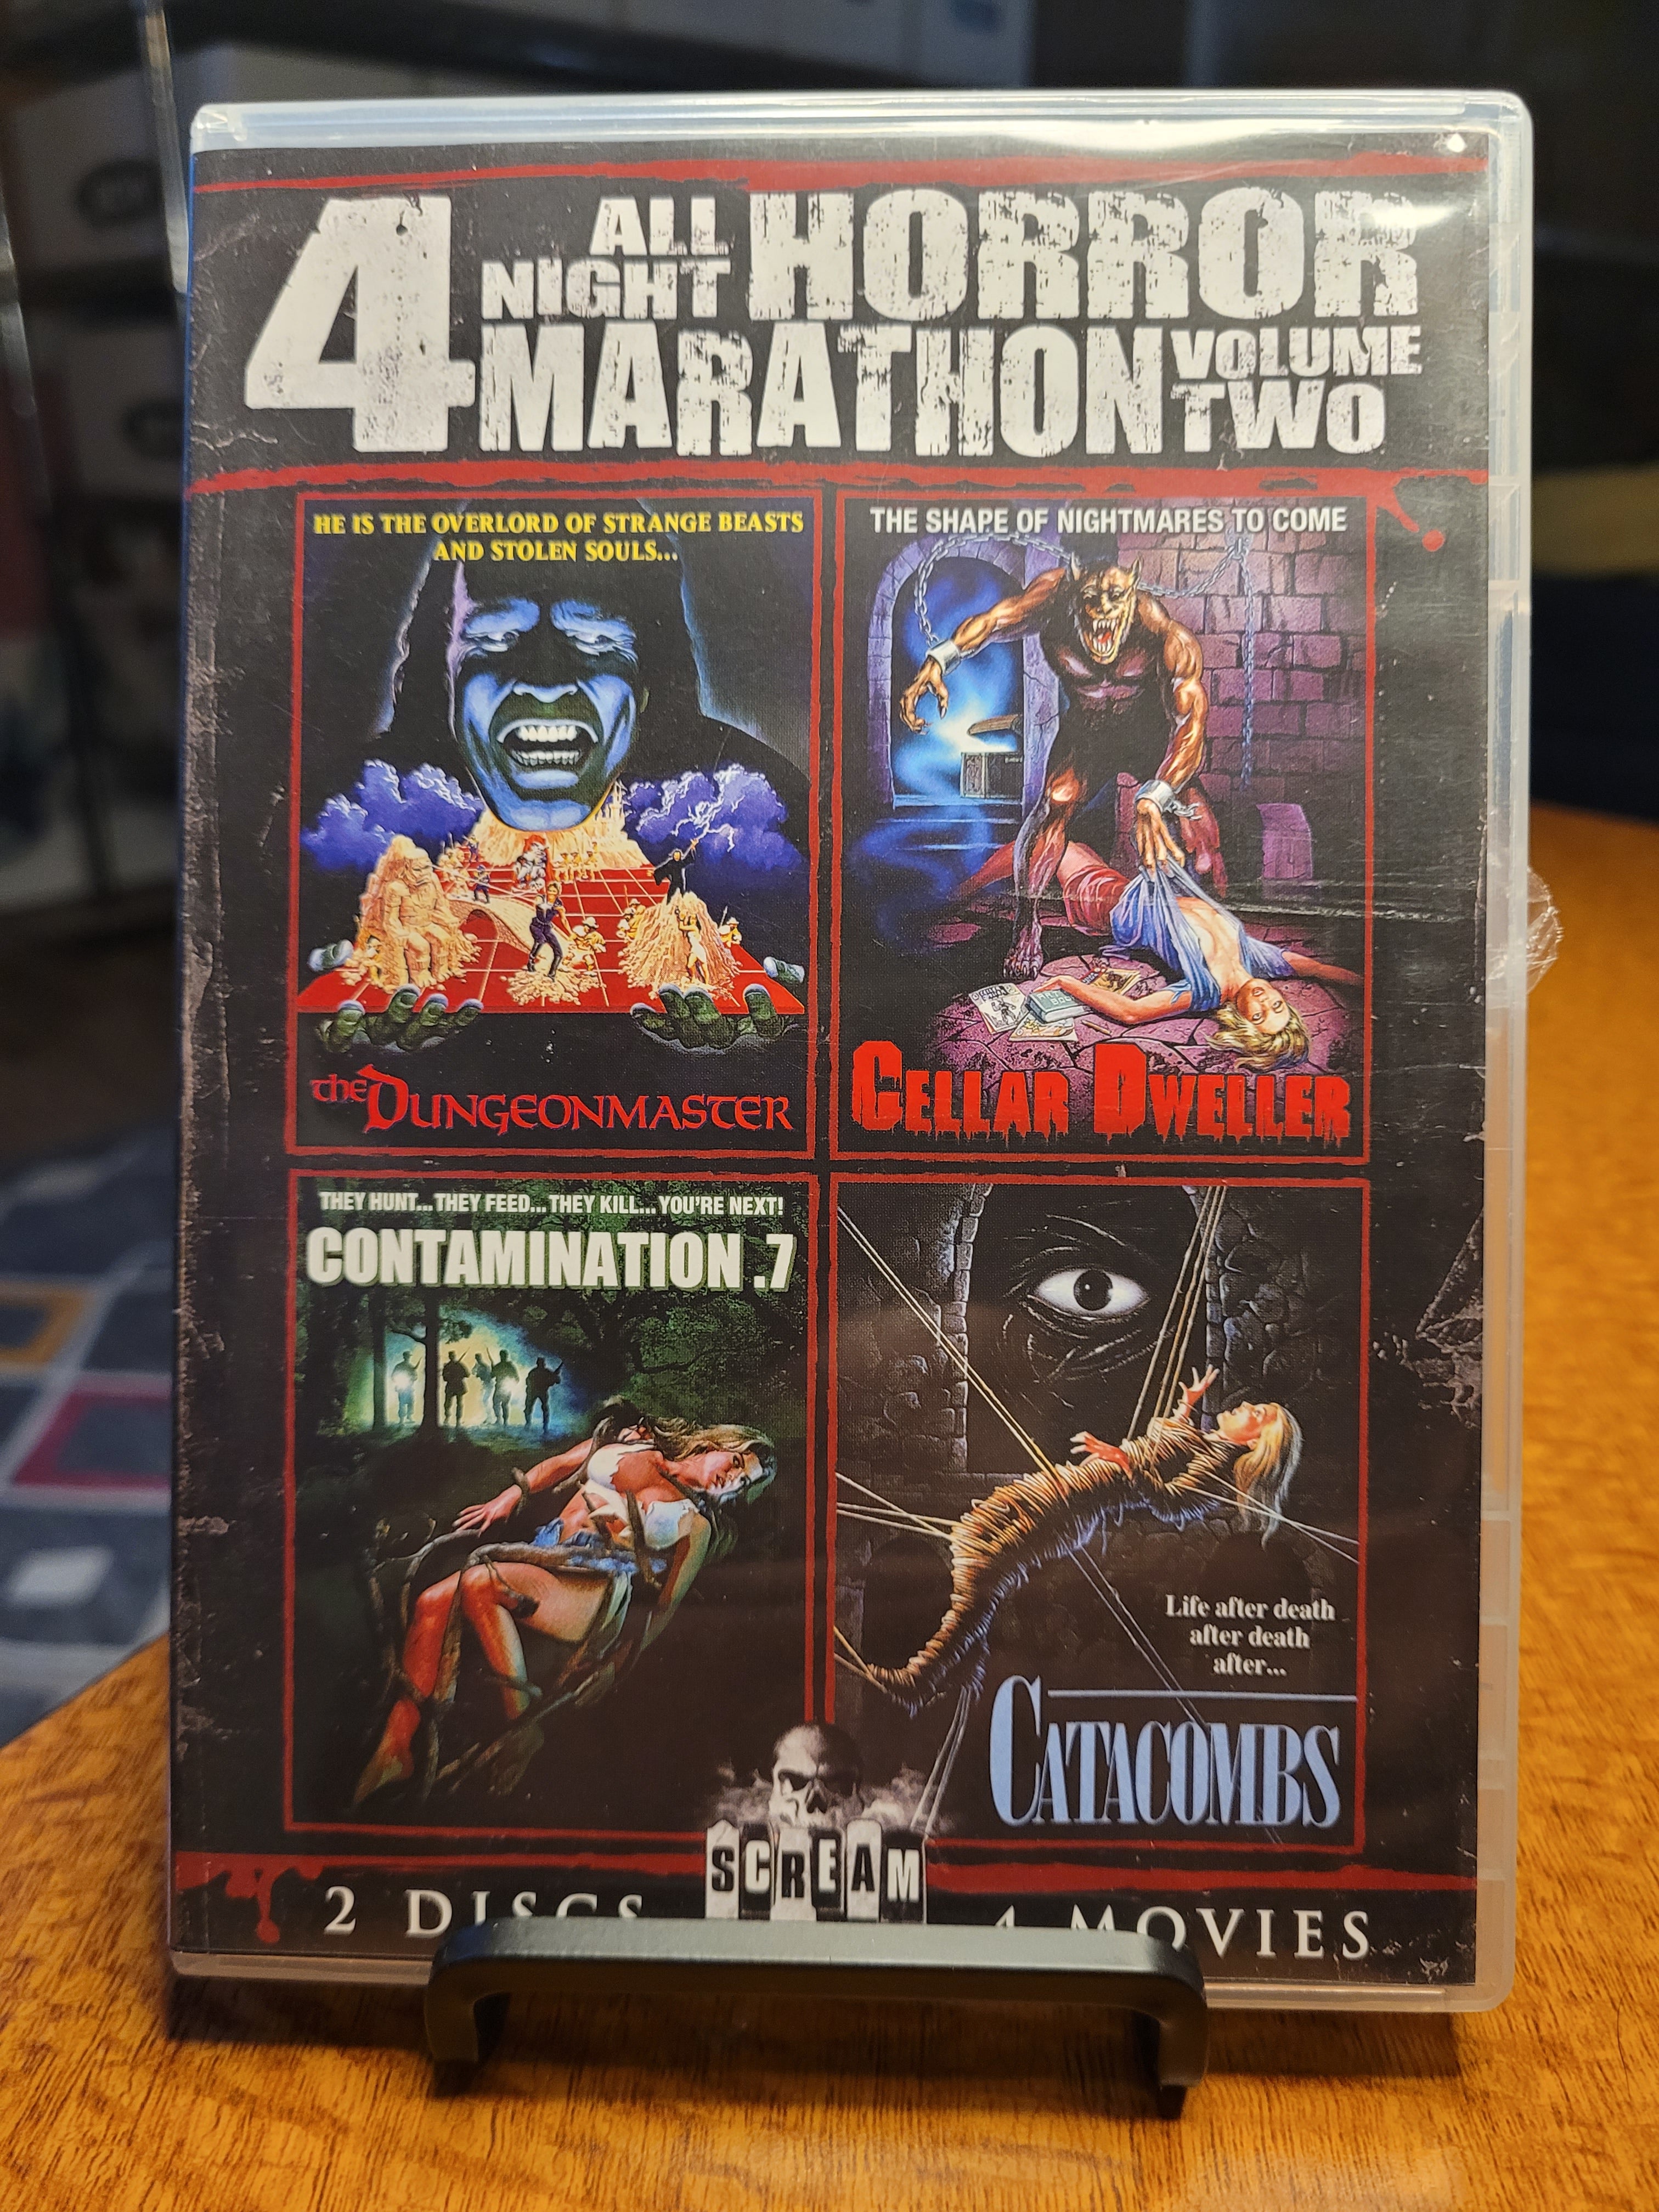 4 ALL NIGHT HORROR
MARATHON VOLUME TWO
HE IS THE OVERLORD OF STRANGE BEASTS
AND STOLEN SOULS...
the DUNGEONMASTER
THE SHAPE OF NIGHTMARES TO COME
CELLAR DWELLER
THEY HUNT...THEY FEED...THEY KILL...YOU'RE NEXT!
CONTAMINATION .7
Life after death
after death
after...
CATACOMBS
SCREAM
2 DISCS 4 MOVIES